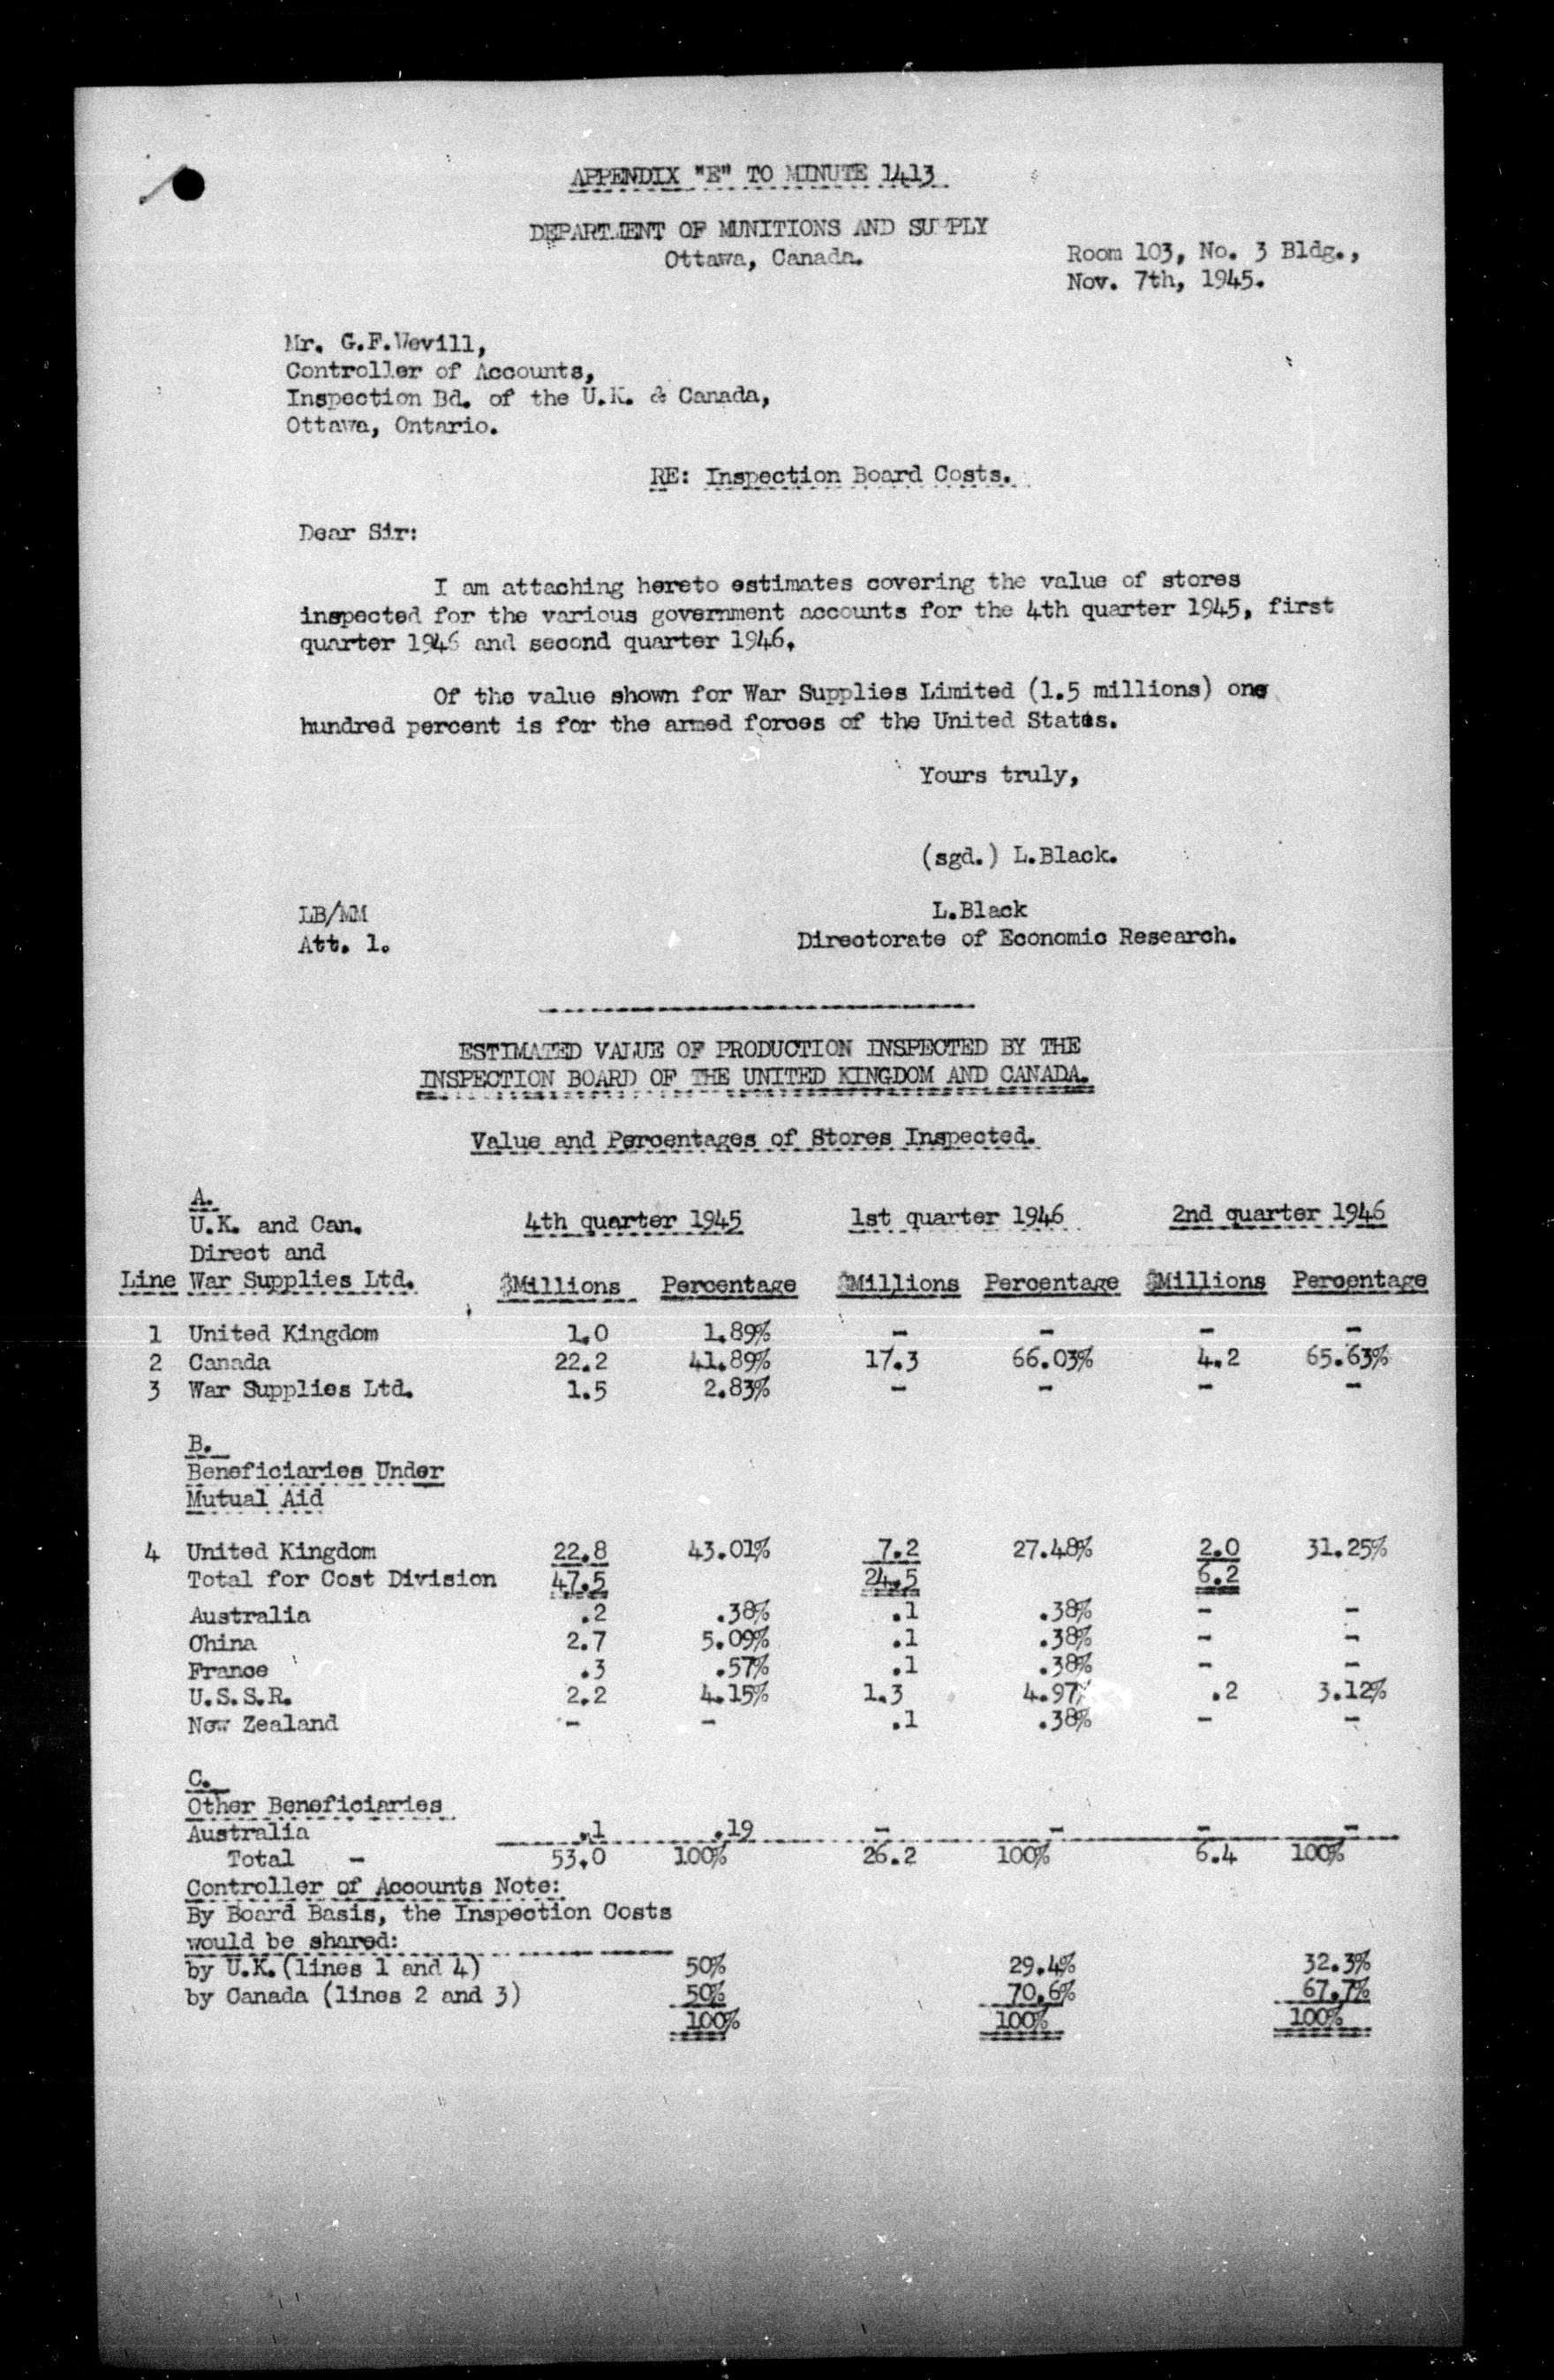 APPENDIX "E" TO MINUTE 1413
DEPARTMENT OF MUNITIONS AND SUPPLY
Ottawa, Canada.
Room 103, No. 3 Bldg.,
Nov. 7th, 1945.
Mr. G.F.Wevill,
Controller of Accounts,
Inspection Bd. of the U.K. & Canada,
Ottawa, Ontario.
RE: Inspection Board Costs.
Dear Sir:
I am attaching hereto estimates covering the value of stores
inspected for the various government accounts for the 4th quarter 1945, first
quarter 1946 and second quarter 1946.
Of the value shown for War Supplies Limited (1.5 millions) one
hundred percent is for the armed forces of the United States.
Yours truly,
(sgd.) L.Black.
LB/MM L.Black
Att. 1. Directorate of Economic Research.
ESTIMATED VALUE OF PRODUCTION INSPECTED BY THE
INSPECTION BOARD OF THE UNITED KINGDOM AND CANADA.
Value and Percentages of Stores Inspected.
A.
U.K. and Can. 4th quarter 1945 1st quarter 1946 2nd quarter 1946
Direct and
Line War Supplies Ltd. $Millions Percentage $Millions Percentage $Millions Percentage
1 United Kingdom 1.0 1.89% - - - -
2 Canada 22.2 41.89% 17.3 66.03% 4.2 65.63%
3 War Supplies Ltd. 1.5 2.83% - - - -
B.
Beneficiaries Under
Mutual Aid
4 United Kingdom 22.8 43.01% 7.2 27.48% 2.0 31.25%
Total for Cost Division 47.5 24.5 6.2
Australia .2 .38% .1 .38% - -
China 2.7 5.09% .1 .38% - -
France .3 .57% .1 .38% - -
U.S.S.R. 2.2 4.15% 1.3 4.97% .2 3.12%
New Zealand - - .1 .38% - -
C.
Other Beneficiaries
Australia .1 .19 - - - -
Total - 53.0 100% 26.2 100% 6.4 100%
Controller of Accounts Note:
By Board Basis, the Inspection Costs
would be shared:
by U.K.(lines 1 and 4) 50% 29.4% 32.3%
by Canada (lines 2 and 3) 50% 70.6% 67.7%
100% 100% 100%